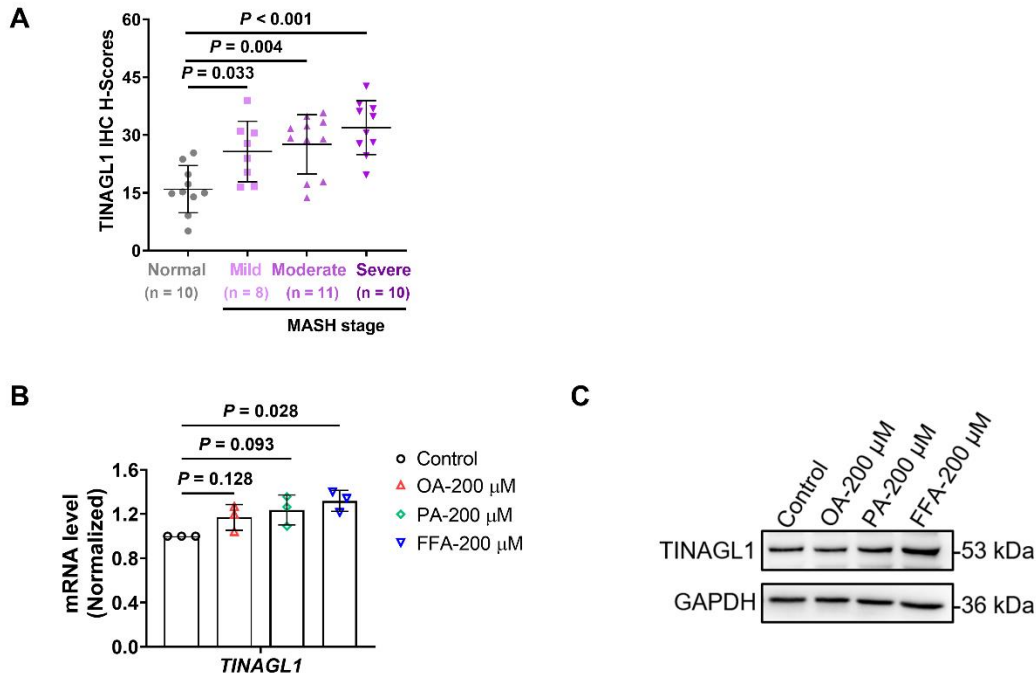 A
TINAGL1 IHC H-Scores
60
45
30
15
0
P < 0.001
P = 0.004
P = 0.033
Normal Mild Moderate Severe
(n = 10) (n = 8) (n = 11) (n = 10)
MASH stage
B
mRNA level
(Normalized)
1.6
1.2
0.8
0.4
0.0
P = 0.028
P = 0.093
P = 0.128
TINAGL1
Control
OA-200 μM
PA-200 μM
FFA-200 μM
C
Control OA-200 μM PA-200 μM FFA-200 μM
TINAGL1 -53 kDa
GAPDH -36 kDa